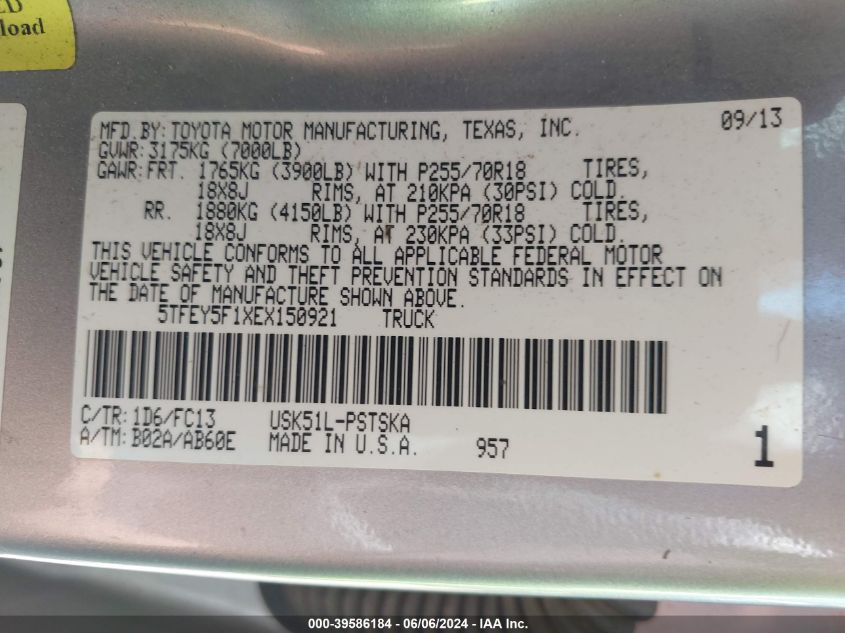 D
load
MFD.BY:TOYOTA MOTOR MANUFACTURING, TEXAS, INC. 09/13
GVWR:3175KG (7000LB)
GAWR:FRT. 1765KG (3900LB) WITH P255/70R18 TIRES,
18X8J RIMS, AT 210KPA (30PSI) COLD.
RR. 1880KG (4150LB) WITH P255/70R18 TIRES,
18X8J RIMS, AT 230KPA (33PSI) COLD.
THIS VEHICLE CONFORMS TO ALL APPLICABLE FEDERAL MOTOR
VEHICLE SAFETY AND THEFT PREVENTION STANDARDS IN EFFECT ON
THE DATE OF MANUFACTURE SHOWN ABOVE.
5TFEY5F1XEX150921 TRUCK
C/TR:1D6/FC13 USK51L-PSTSKA
A/TM:B02A/AB60E MADE IN U.S.A. 957 1
000-39586184 - 06/06/2024 - IAA Inc.